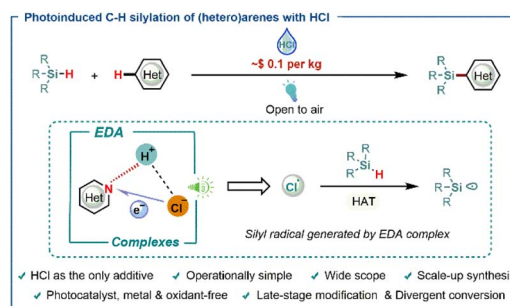 Photoinduced C-H silylation of (hetero)arenes with HCl
HCl
R
R-Si-H
R
+
H
Het
~$ 0.1 per kg
Open to air
R
R-Si
R
Het
EDA
H+
N
Het
e−
Cl−
Complexes
Cl•
R
R-Si
R
H
HAT
R
R-Si
R
Silyl radical generated by EDA complex
✓ HCl as the only additive ✓ Operationally simple ✓ Wide scope ✓ Scale-up synthesi
✓ Photocatalyst, metal & oxidant-free ✓ Late-stage modification & Divergent conversion